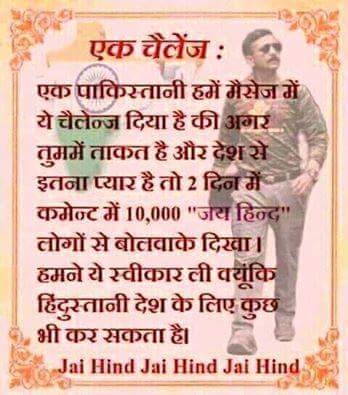 एक चैलेंज :
एक पाकिस्तानी हमें मैसेज में
ये चैलेन्ज दिया है की अगर
तुममें ताकत है और देश से
इतना प्यार है तो 2 दिन में
कमेन्ट में 10,000 "जय हिन्द"
लोगों से बोलवाके दिखा।
हमने ये स्वीकार ली क्युंकि
हिंदुस्तानी देश के लिए कुछ
भी कर सकता है।
Jai Hind Jai Hind Jai Hind